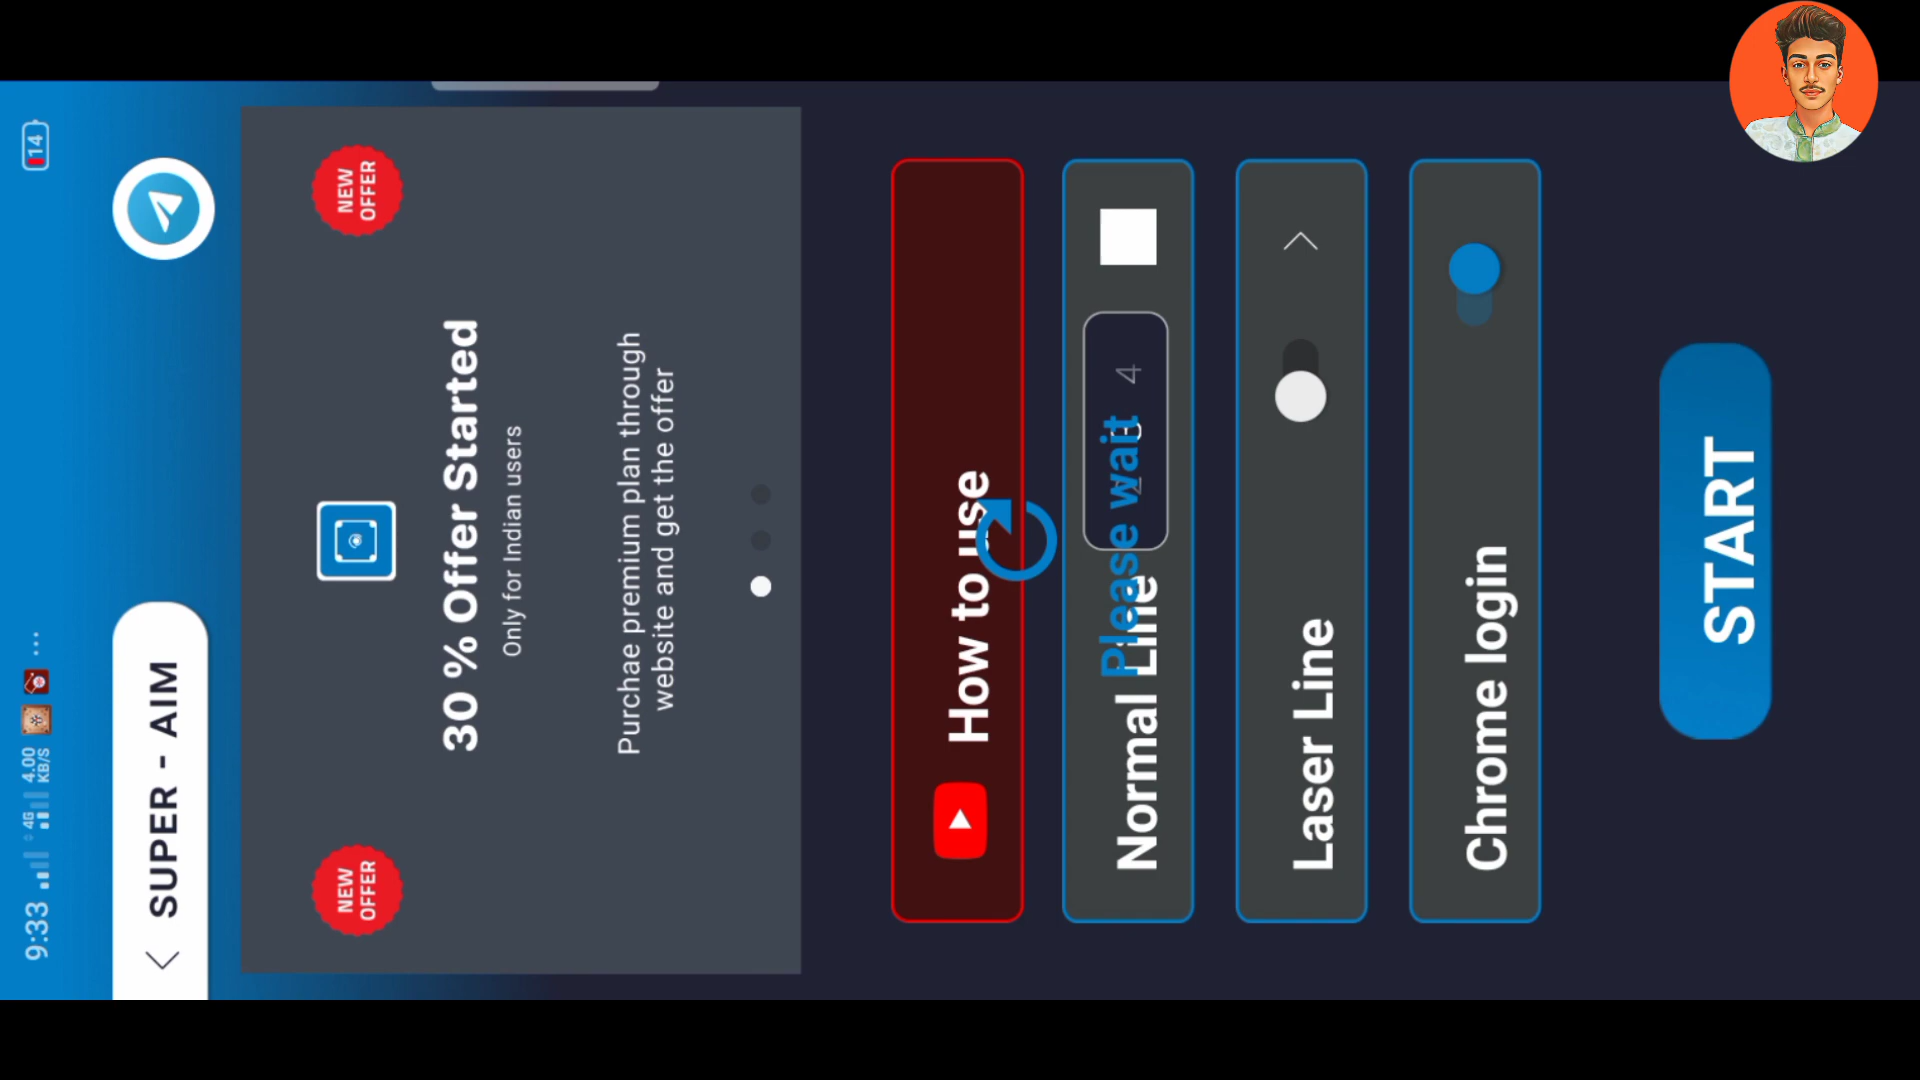 9:33 4G 4.00 KB/S ... 14
SUPER - AIM
NEW
OFFER
NEW
OFFER
30 % Offer Started
Only for Indian users
Purchae premium plan through
website and get the offer
How to use
Normal Line 4
Please wait
Laser Line
Chrome login
START